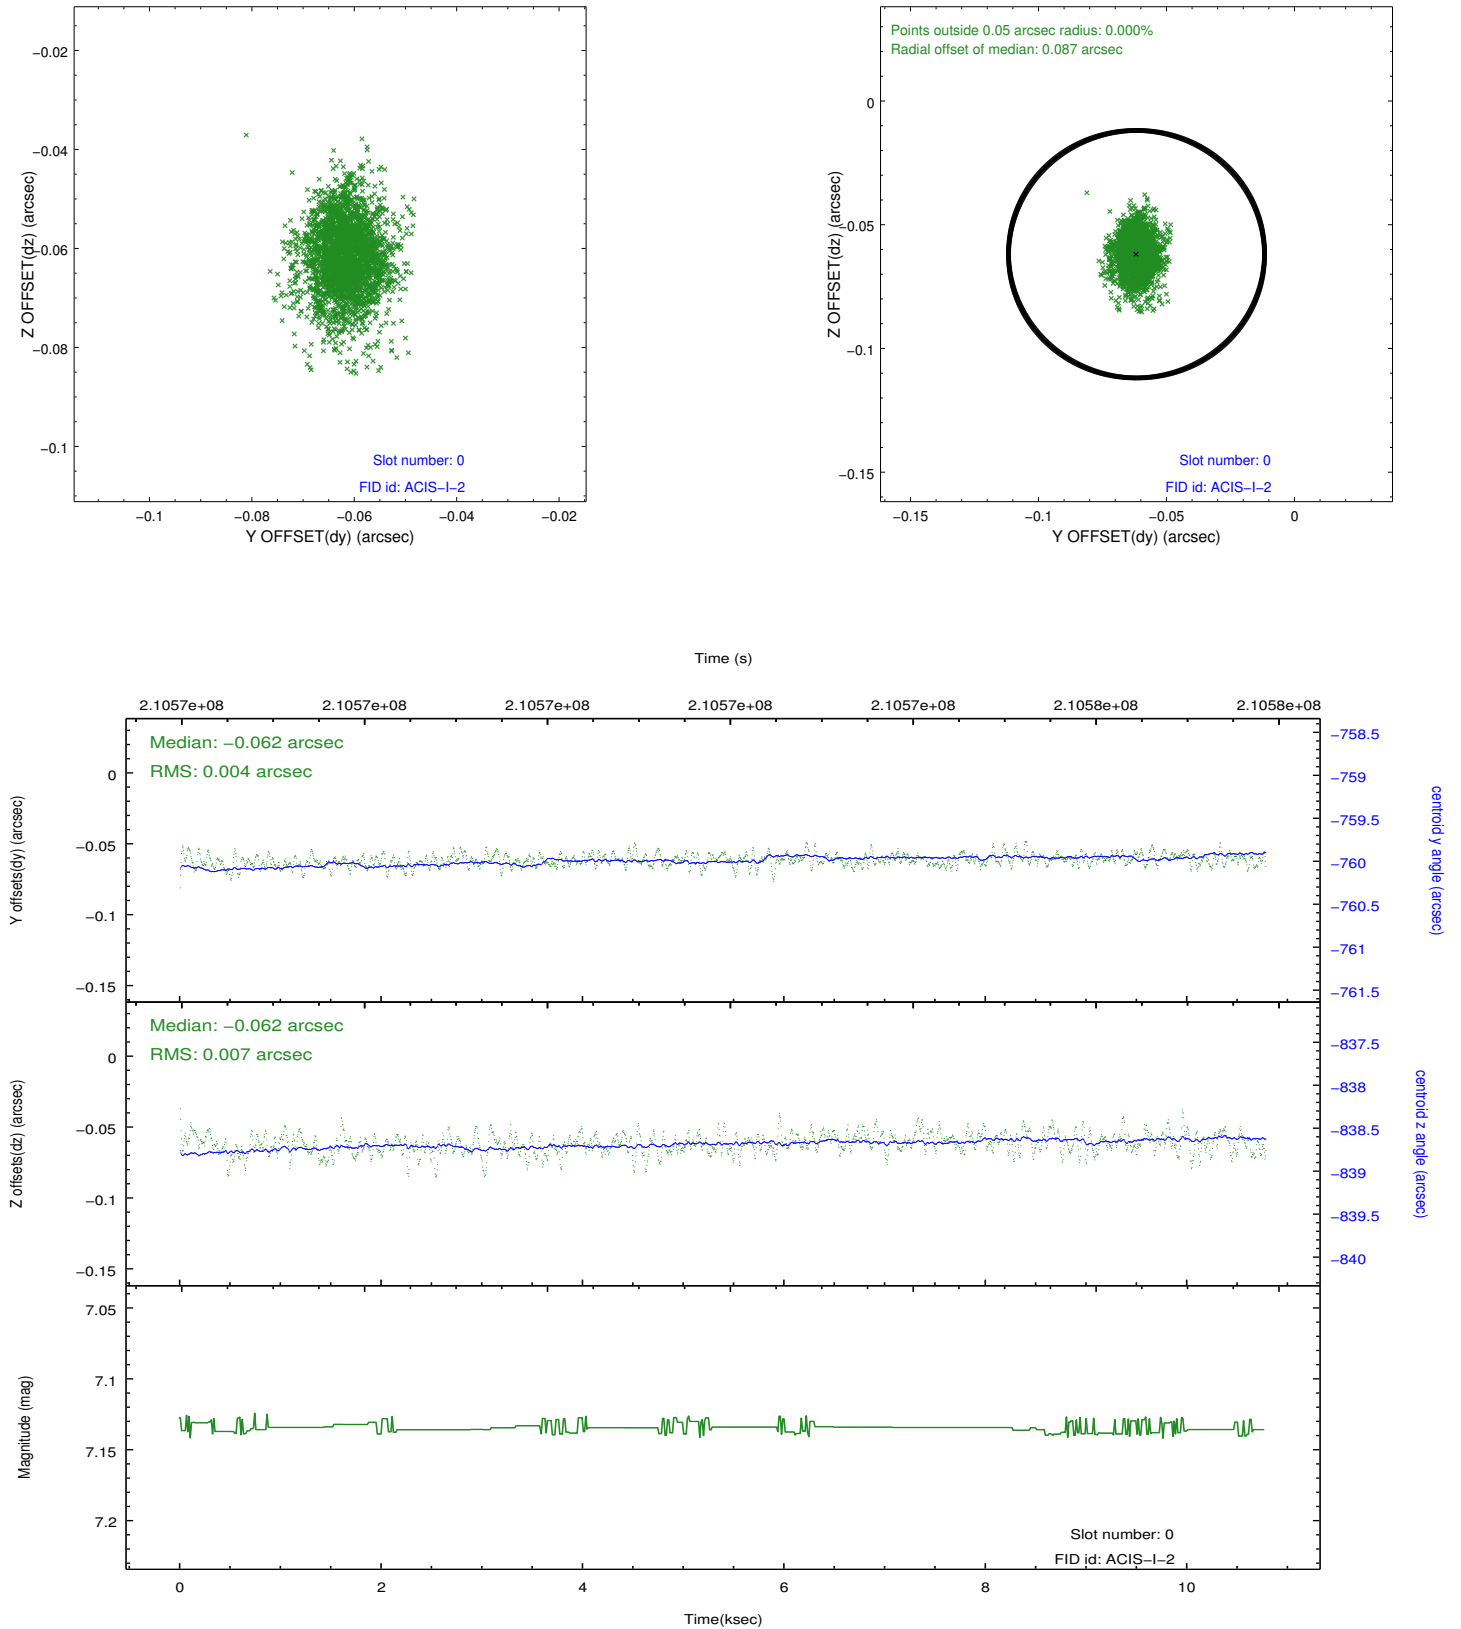 −0.02
−0.04
−0.06
−0.08
−0.1
Z OFFSET(dz) (arcsec)
Slot number: 0
FID id: ACIS−I−2
−0.1
−0.08
−0.06
−0.04
−0.02
Y OFFSET(dy) (arcsec)
Points outside 0.05 arcsec radius: 0.000%
Radial offset of median: 0.087 arcsec
0
−0.05
−0.1
−0.15
Z OFFSET(dz) (arcsec)
Slot number: 0
FID id: ACIS−I−2
−0.15
−0.1
−0.05
0
Y OFFSET(dy) (arcsec)
Time (s)
2.1057e+08
2.1057e+08
2.1057e+08
2.1057e+08
2.1057e+08
2.1058e+08
2.1058e+08
Median: −0.062 arcsec
RMS: 0.004 arcsec
0
−0.05
−0.1
−0.15
Y offsets(dy) (arcsec)
−758.5
−759
−759.5
−760
−760.5
−761
−761.5
centroid y angle (arcsec)
Median: −0.062 arcsec
RMS: 0.007 arcsec
0
−0.05
−0.1
−0.15
Z offsets(dz) (arcsec)
−837.5
−838
−838.5
−839
−839.5
−840
centroid z angle (arcsec)
7.05
7.1
7.15
7.2
Magnitude (mag)
Slot number: 0
FID id: ACIS−I−2
0
2
4
6
8
10
Time(ksec)